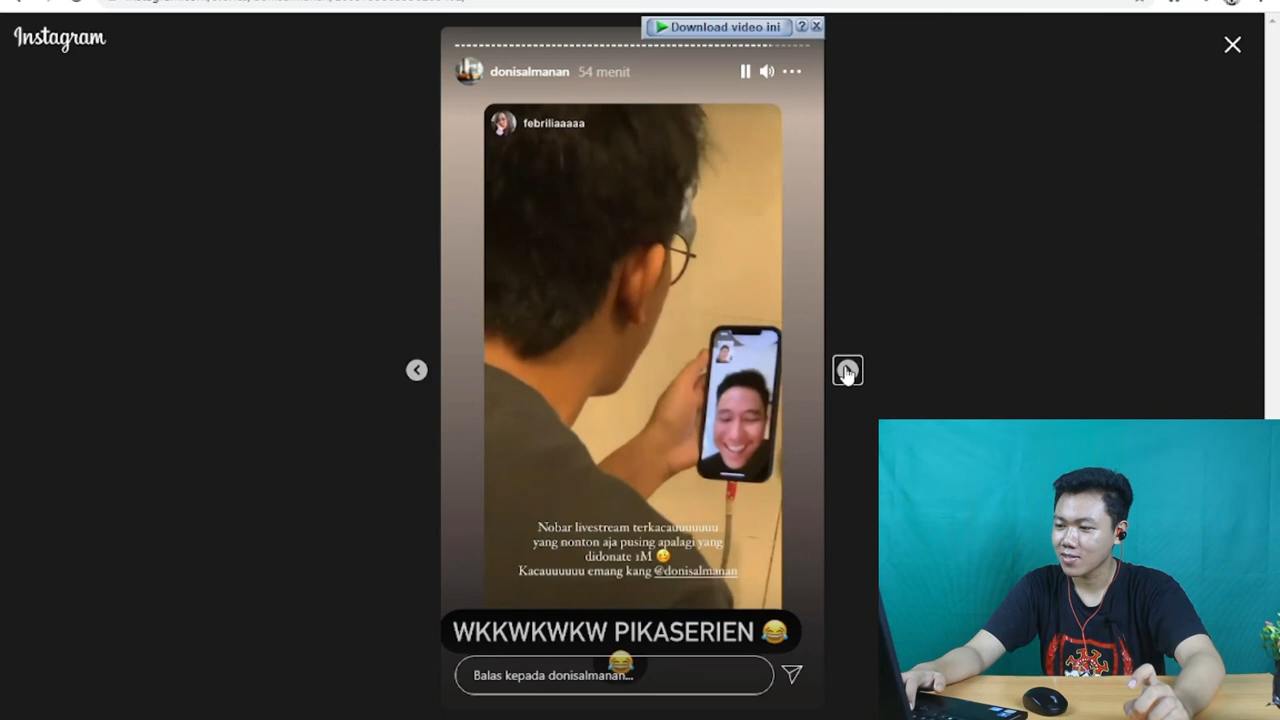 Download video ini
Instagram
donisalmanan 54 menit
febriliaaaaa
Nobar livestream terkacauuuuuuu
yang nonton aja pusing apalagi yang
didonate 1M 🥴
Kacauuuuuu emang kang @donisalmanan
WKKWKWKW PIKASERIEN 😂
Balas kepada donisalmanan...